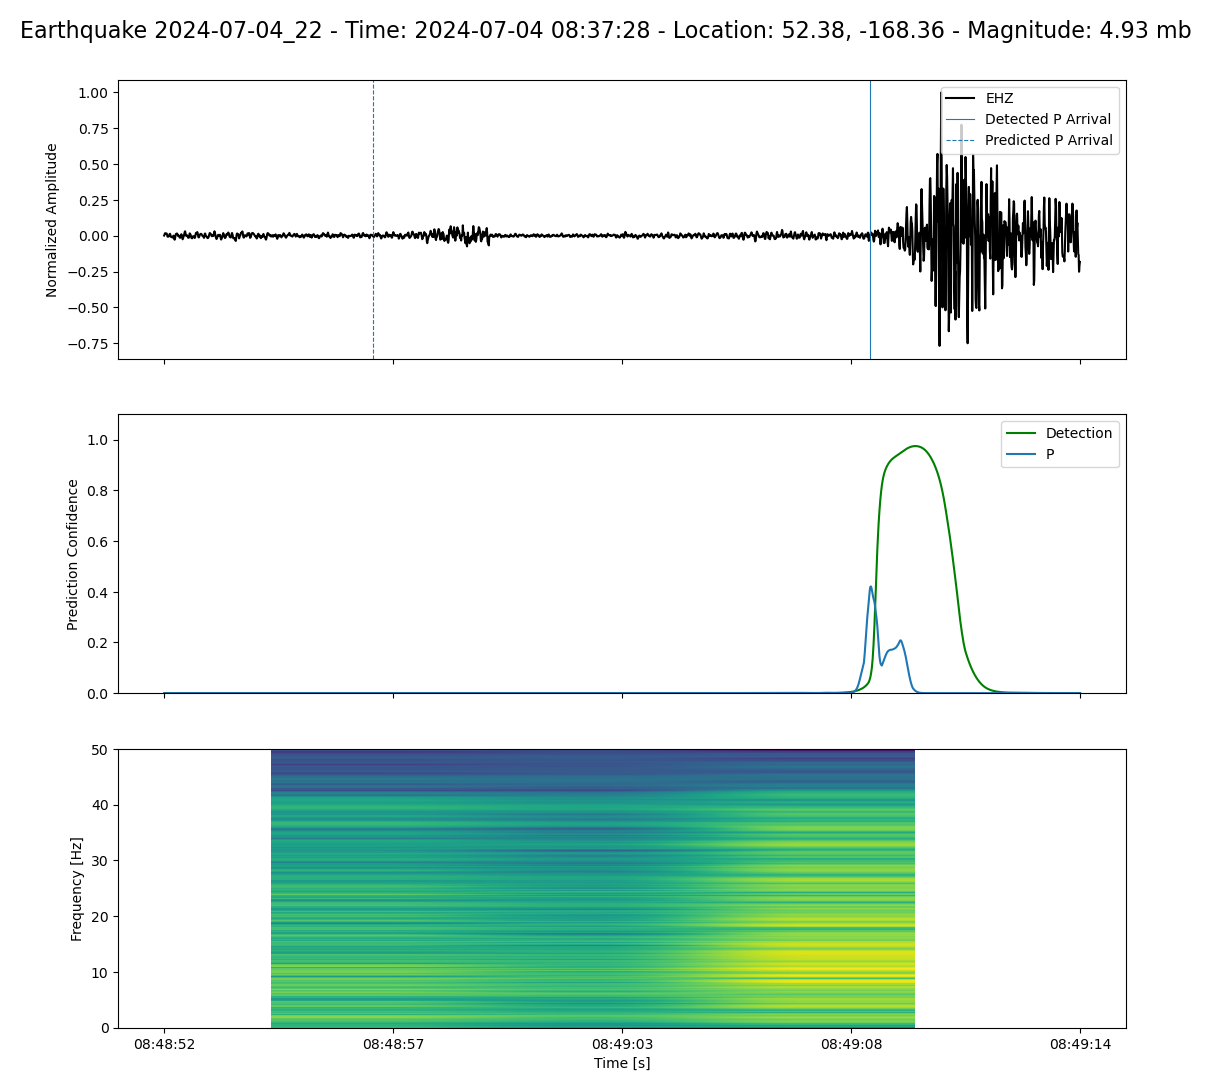 Earthquake 2024-07-04_22 - Time: 2024-07-04 08:37:28 - Location: 52.38, -168.36 - Magnitude: 4.93 mb
Normalized Amplitude
1.00
0.75
0.50
0.25
0.00
−0.25
−0.50
−0.75
EHZ
Detected P Arrival
Predicted P Arrival
Prediction Confidence
1.0
0.8
0.6
0.4
0.2
0.0
Detection
P
Frequency [Hz]
50
40
30
20
10
0
08:48:52
08:48:57
08:49:03
08:49:08
08:49:14
Time [s]